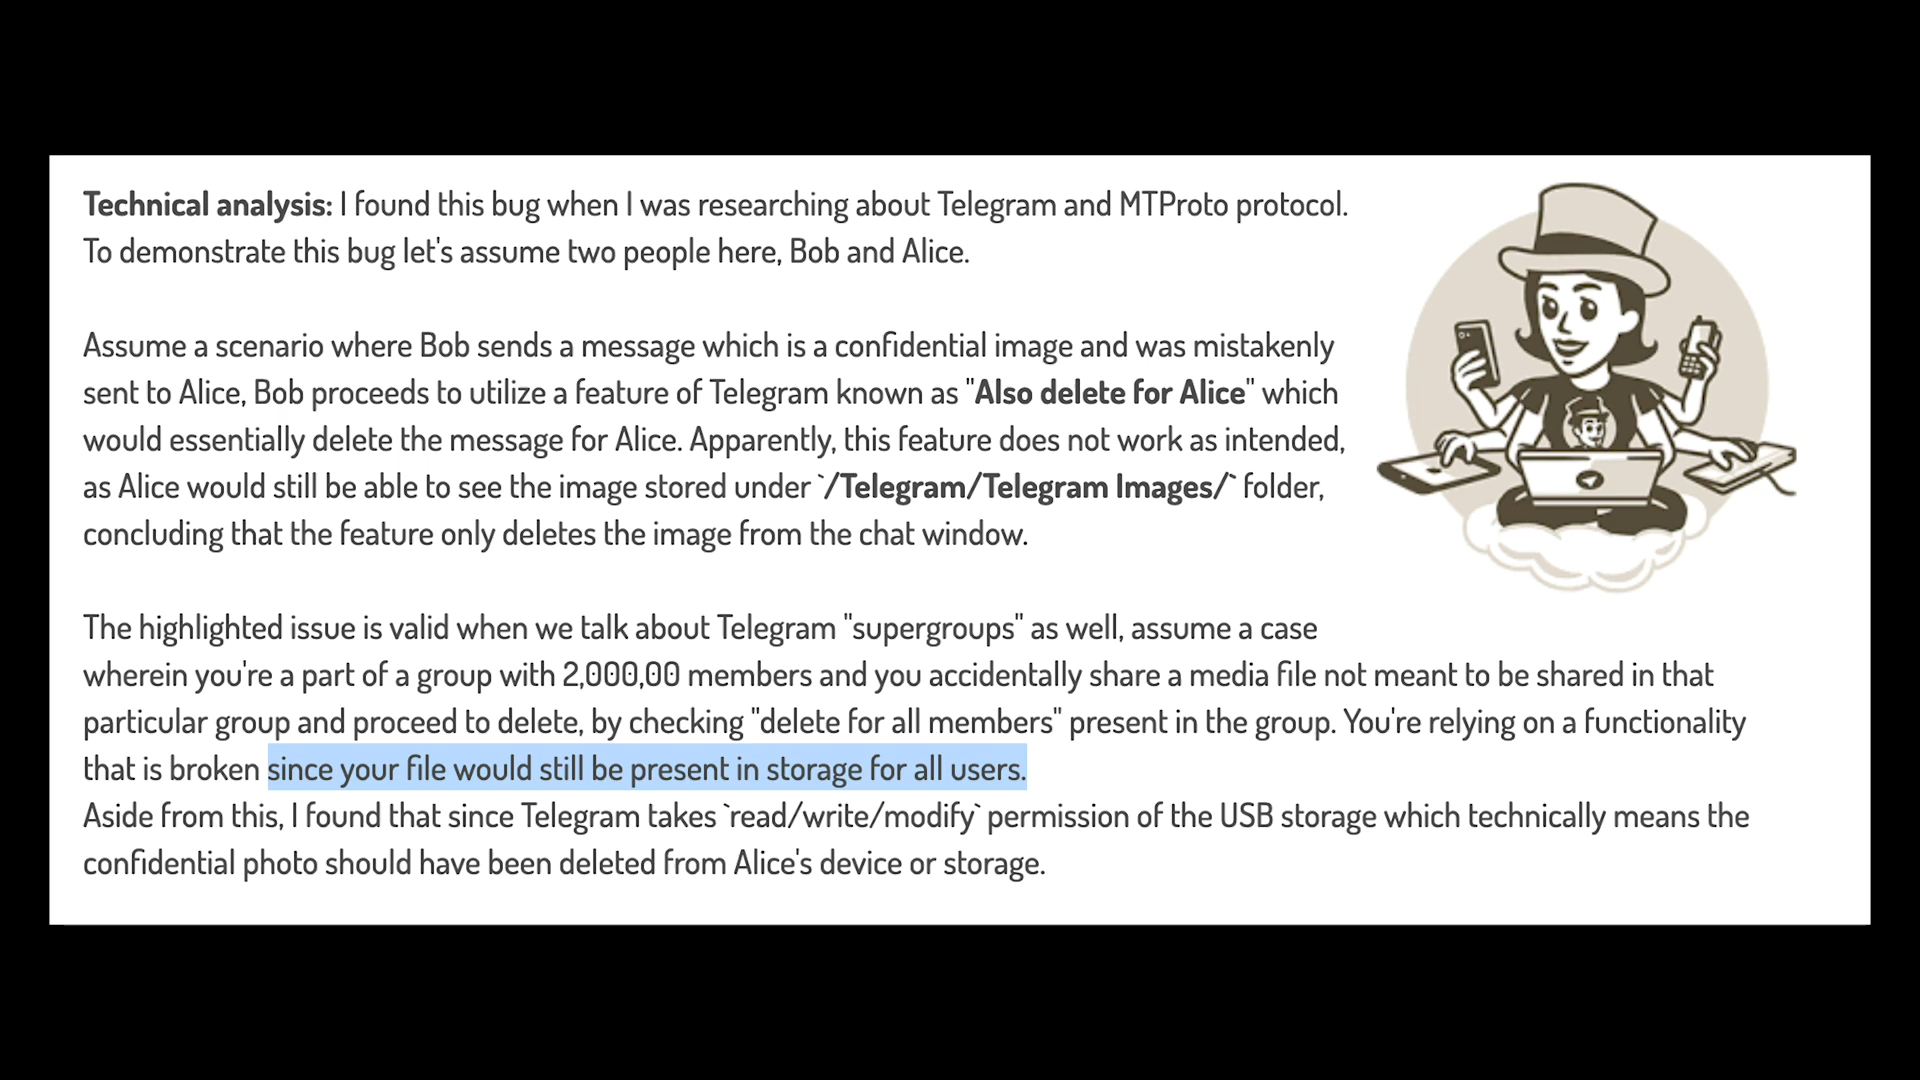 Technical analysis: I found this bug when I was researching about Telegram and MTProto protocol.
To demonstrate this bug let's assume two people here, Bob and Alice.
Assume a scenario where Bob sends a message which is a confidential image and was mistakenly
sent to Alice, Bob proceeds to utilize a feature of Telegram known as "Also delete for Alice" which
would essentially delete the message for Alice. Apparently, this feature does not work as intended,
as Alice would still be able to see the image stored under `/Telegram/Telegram Images/` folder,
concluding that the feature only deletes the image from the chat window.
The highlighted issue is valid when we talk about Telegram "supergroups" as well, assume a case
wherein you're a part of a group with 2,000,00 members and you accidentally share a media file not meant to be shared in that
particular group and proceed to delete, by checking "delete for all members" present in the group. You're relying on a functionality
that is broken since your file would still be present in storage for all users.
Aside from this, I found that since Telegram takes `read/write/modify` permission of the USB storage which technically means the
confidential photo should have been deleted from Alice's device or storage.